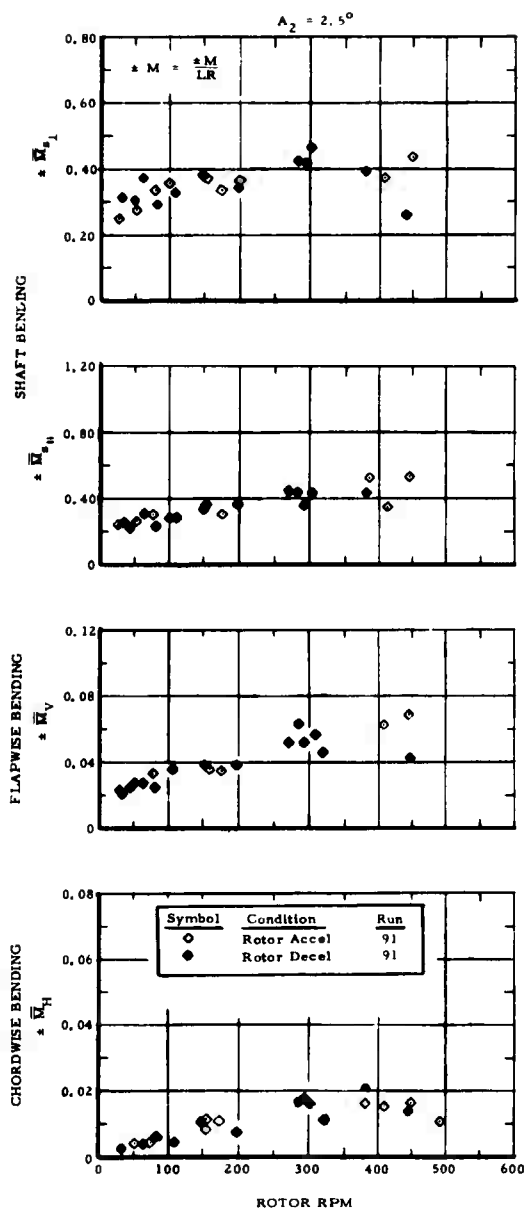 A2 = 2.5°
± M = ± M / LR
0.80
0.60
0.40
0.20
0
± M̅s⊥
SHAFT BENDING
1.20
0.80
0.40
0
± M̅sH
0.12
0.08
0.04
0
FLAPWISE BENDING
± M̅V
0.08
0.06
0.04
0.02
0
CHORDWISE BENDING
± M̅H
Symbol Condition Run
Rotor Accel 91
Rotor Decel 91
0 100 200 300 400 500 600
ROTOR RPM